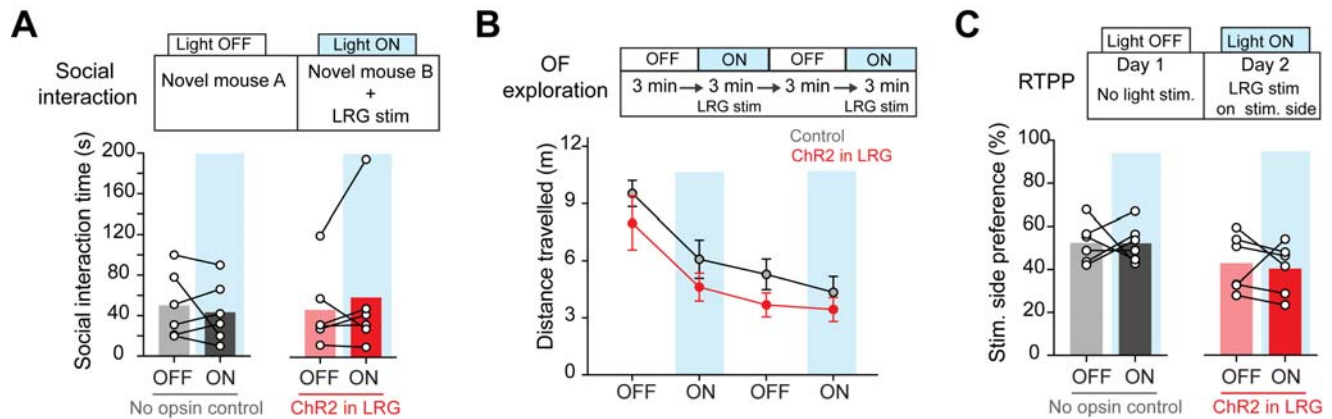 A
Light OFF
Light ON
Social interaction
Novel mouse A
Novel mouse B
+
LRG stim
Social interaction time (s)
200
160
120
80
40
0
OFF
ON
OFF
ON
No opsin control
ChR2 in LRG
B
OF exploration
OFF
ON
OFF
ON
3 min
3 min
3 min
3 min
LRG stim
LRG stim
Control
ChR2 in LRG
Distance travelled (m)
12
9
6
3
0
OFF
ON
OFF
ON
C
Light OFF
Light ON
RTPP
Day 1
No light stim.
Day 2
LRG stim
on stim. side
Stim. side preference (%)
100
80
60
40
20
0
OFF
ON
OFF
ON
No opsin control
ChR2 in LRG